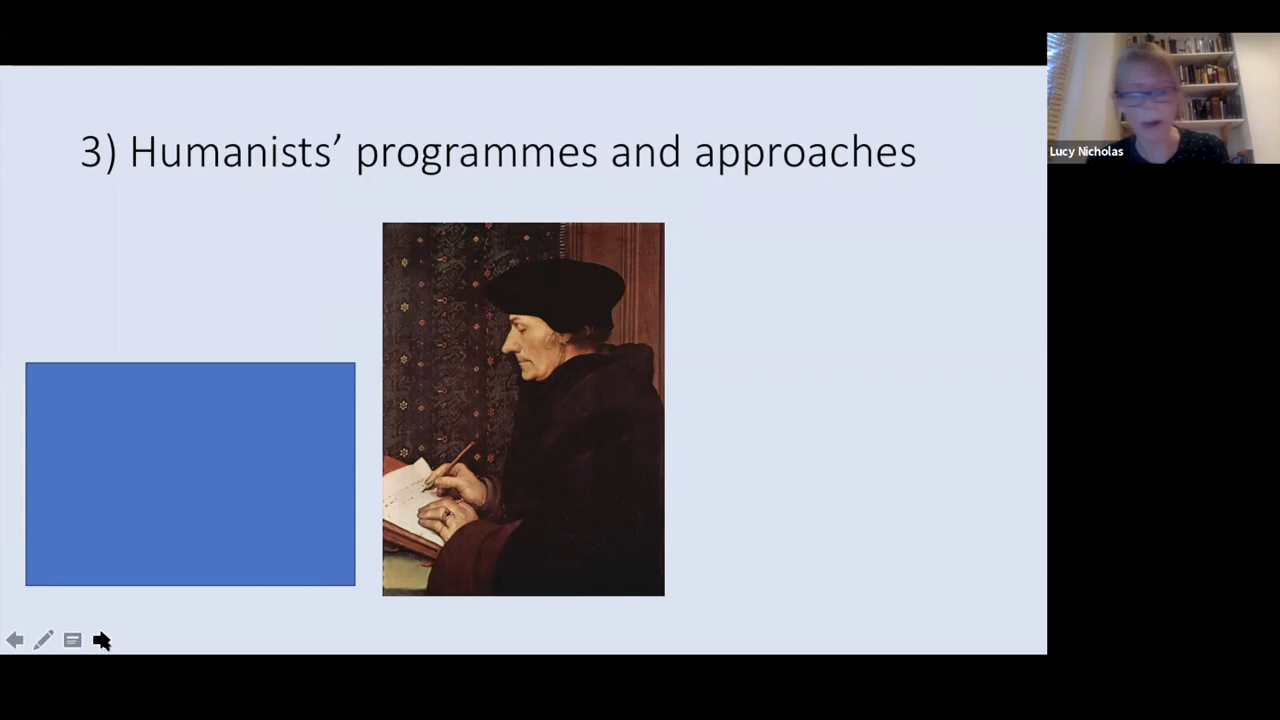 3) Humanists’ programmes and approaches
Lucy Nicholas